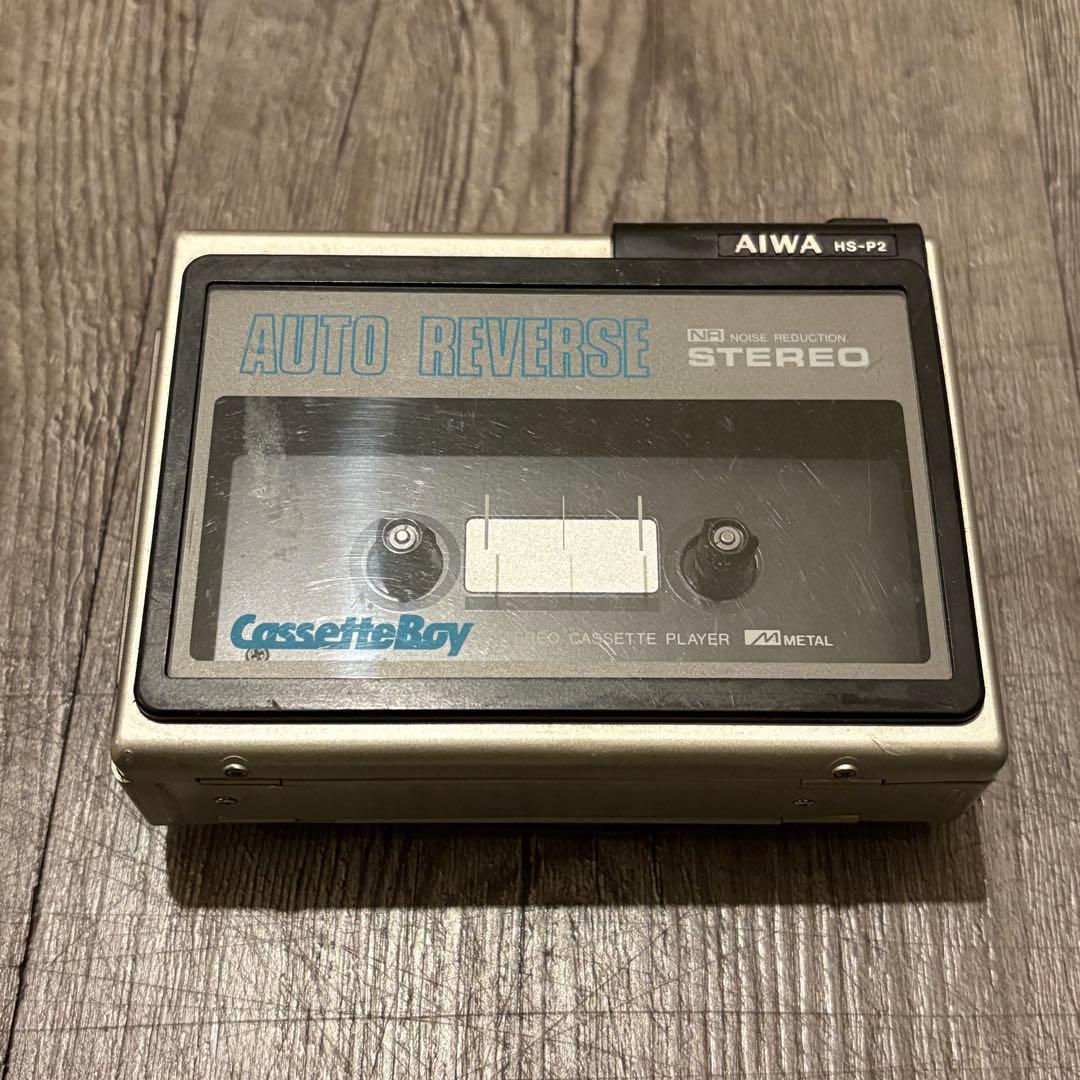 AIWA HS-P2
AUTO REVERSE
NR NOISE REDUCTION
STEREO
CassetteBoy
CASSETTE PLAYER METAL